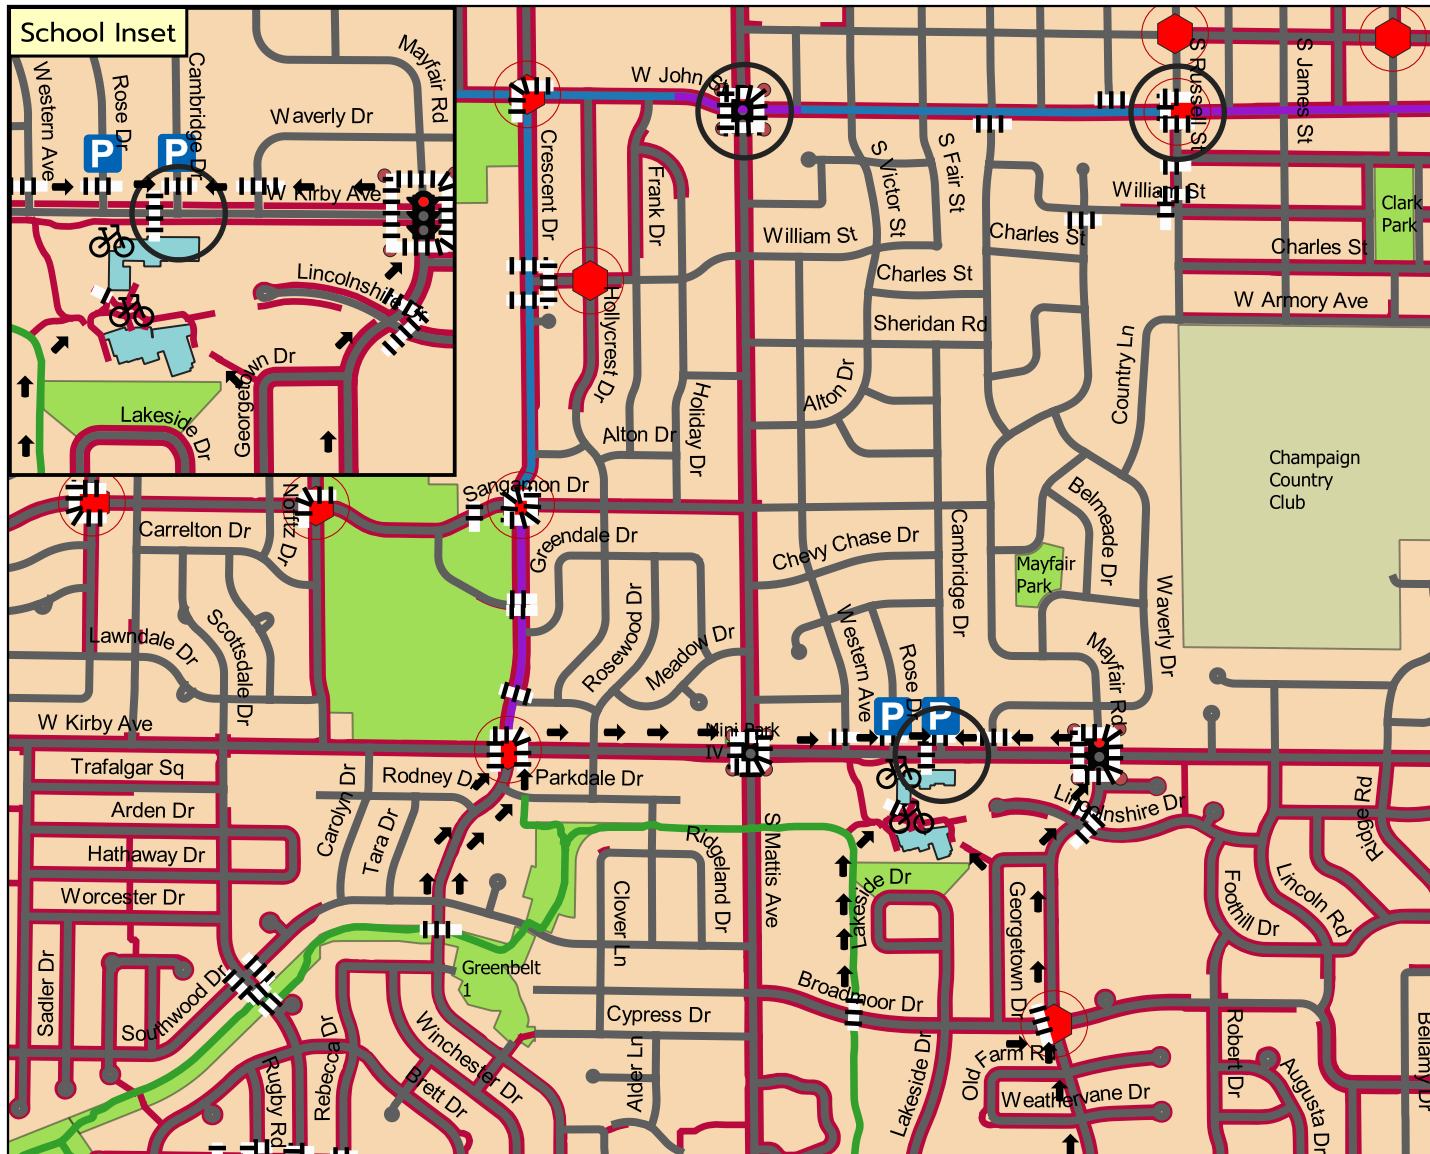 School Inset
Western Ave
Rose Dr
Cambridge Dr
Mayfair Rd
Waverly Dr
P
P
W Kirby Ave
Lincolnshire Dr
Georgetown Dr
Lakeside Dr
W John St
Crescent Dr
Frank Dr
S Victor St
S Fair St
S Russell St
S James St
William St
William St
Clark
Park
Charles St
Charles St
Charles St
W Armory Ave
Hollycrest Dr
Sheridan Rd
Country Ln
Alton Dr
Holiday Dr
Alton Dr
Champaign
Country
Club
Sangamon Dr
Noritz Dr
Carrelton Dr
Greendale Dr
Chevy Chase Dr
Cambridge Dr
Belmeade Dr
Mayfair
Park
Waverly Dr
Scottsdale Dr
Lawndale Dr
Rosewood Dr
Meadow Dr
Western Ave
Rose Dr
Mayfair Rd
P
P
W Kirby Ave
Mini Park
IV
Trafalgar Sq
Rodney Dr
Parkdale Dr
Carolyn Dr
Tara Dr
Arden Dr
Hathaway Dr
Worcester Dr
Lincolnshire Dr
Ridge Rd
Ridgeland Dr
S Mattis Ave
Lakeside Dr
Clover Ln
Georgetown Dr
Foothill Dr
Lincoln Rd
Sadler Dr
Southwood Dr
Greenbelt
1
Broadmoor Dr
Cypress Dr
Winchester Dr
Rebecca Dr
Rugby Rd
Brett Dr
Alder Ln
Lakeside Dr
Old Farm Rd
Weathervane Dr
Robert Dr
Augusta Dr
Bellamy Dr